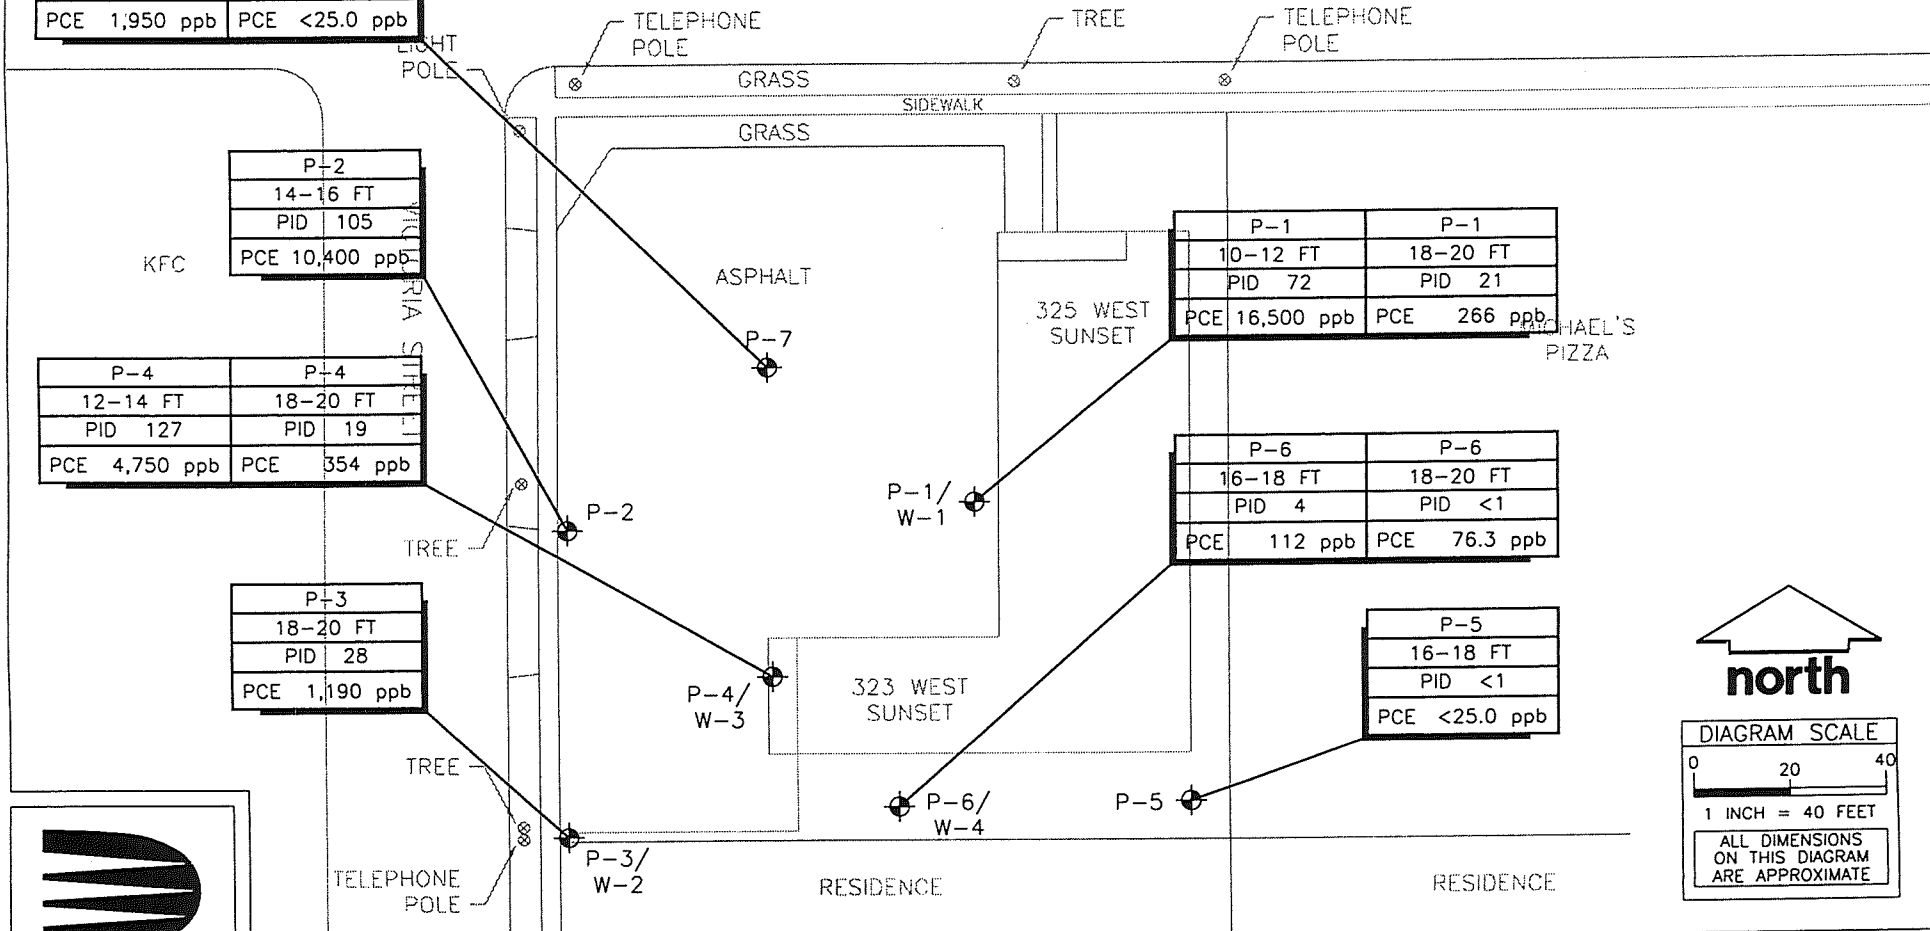 PCE 1,950 ppb PCE <25.0 ppb
LIGHT
POLE
TELEPHONE
POLE
TREE
TELEPHONE
POLE
GRASS
SIDEWALK
GRASS
P-2
14-16 FT
PID 105
PCE 10,400 ppb
KFC
VICTORIA STREET
ASPHALT
P-7
325 WEST
SUNSET
P-1 P-1
10-12 FT 18-20 FT
PID 72 PID 21
PCE 16,500 ppb PCE 266 ppb
MICHAEL'S
PIZZA
P-4 P-4
12-14 FT 18-20 FT
PID 127 PID 19
PCE 4,750 ppb PCE 354 ppb
P-1/
W-1
P-2
TREE
P-6 P-6
16-18 FT 18-20 FT
PID 4 PID <1
PCE 112 ppb PCE 76.3 ppb
P-3
18-20 FT
PID 28
PCE 1,190 ppb
P-4/
W-3
323 WEST
SUNSET
P-5
16-18 FT
PID <1
PCE <25.0 ppb
north
TREE
P-6/
W-4
P-5
P-3/
W-2
TELEPHONE
POLE
RESIDENCE
RESIDENCE
DIAGRAM SCALE
0 20 40
1 INCH = 40 FEET
ALL DIMENSIONS
ON THIS DIAGRAM
ARE APPROXIMATE